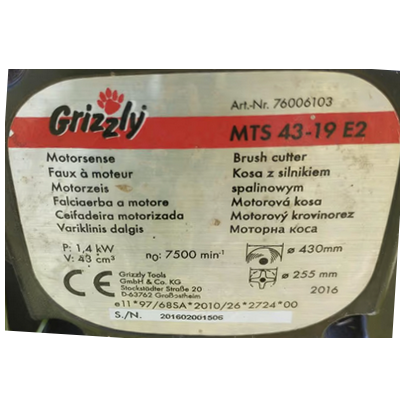 Grizzly
Art.-Nr. 76006103
MTS 43-19 E2
Motorsense
Faux à moteur
Motorzeis
Falciaerba a motore
Ceifadeira motorizada
Variklinis dalgis
Brush cutter
Kosa z silnikiem
spalinowym
Motorová kosa
Motorový krovinorez
Моторна коса
P: 1,4 kW
V: 43 cm³
n₀: 7500 min⁻¹
ø 430mm
ø 255 mm
2016
CE
Grizzly Tools
GmbH & Co. KG
Stockstädter Straße 20
D-63762 Großostheim
e11*97/68SA*2010/26*2724*00
S./N. 201602001505